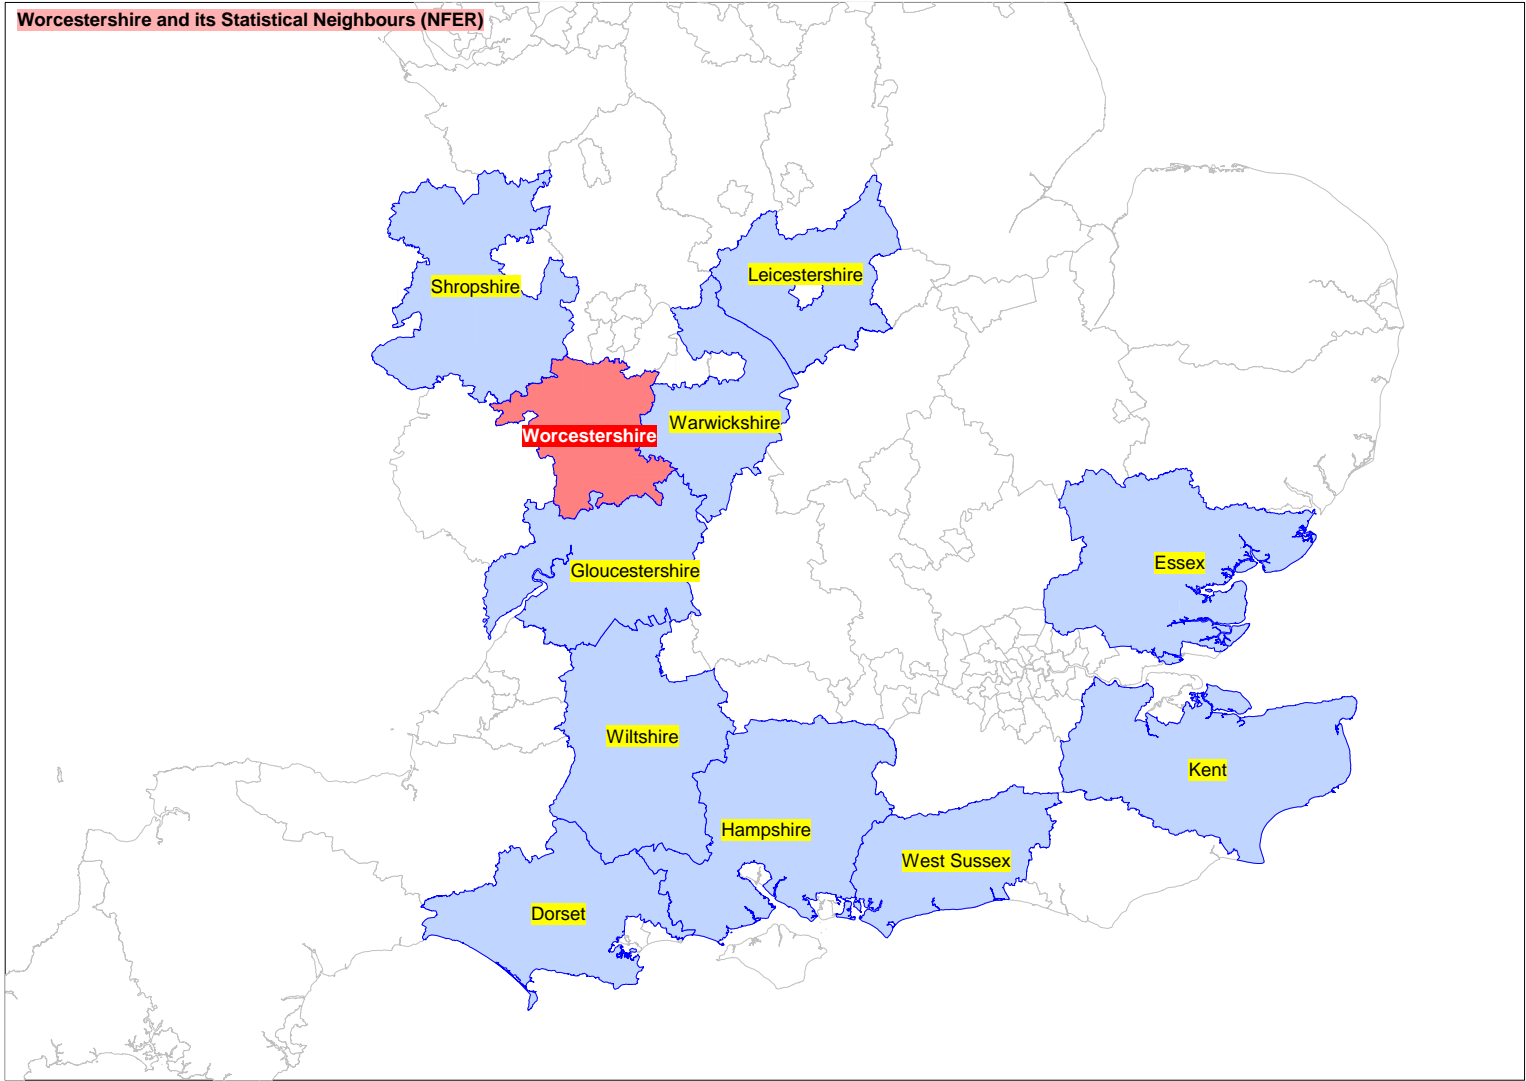 Worcestershire and its Statistical Neighbours (NFER)
Leicestershire
Shropshire
Warwickshire
Worcestershire
Essex
Gloucestershire
Wiltshire
Kent
Hampshire
West Sussex
Dorset